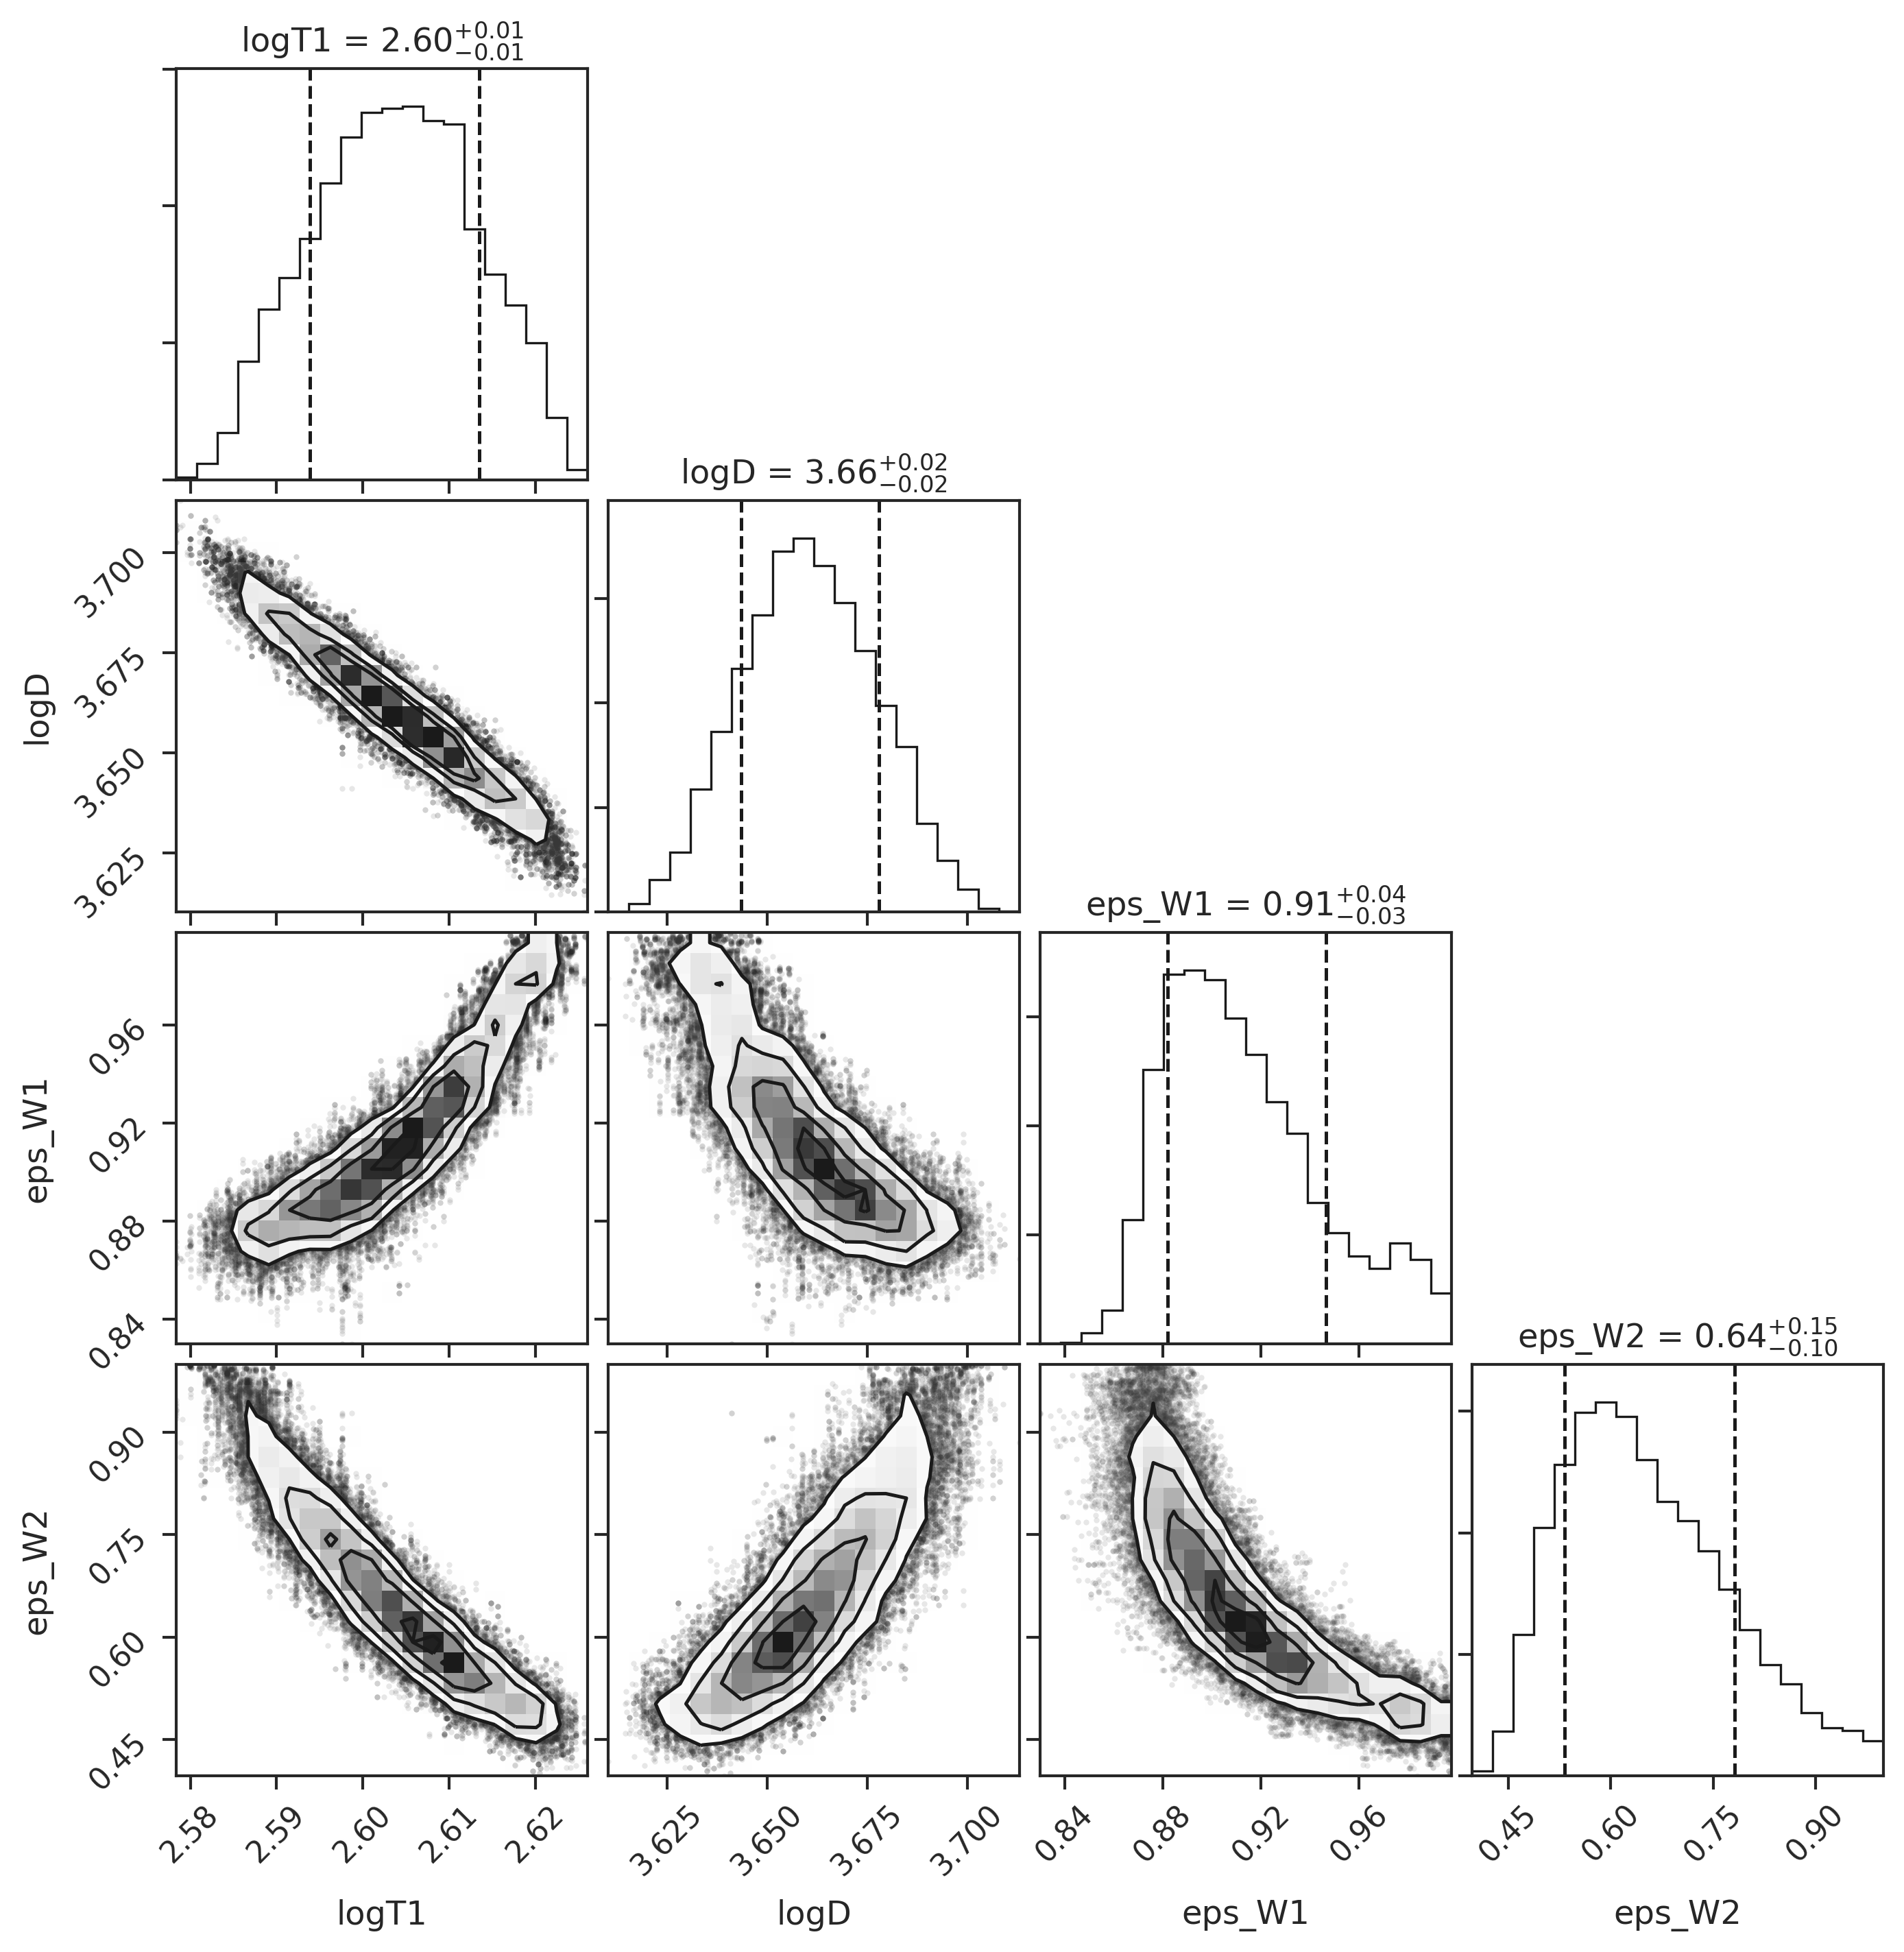 logT1 = 2.60+0.01−0.01
logD = 3.66+0.02−0.02
logD
3.700
3.675
3.650
3.625
eps_W1 = 0.91+0.04−0.03
eps_W1
0.96
0.92
0.88
0.84
eps_W2 = 0.64+0.15−0.10
eps_W2
0.90
0.75
0.60
0.45
2.58 2.59 2.60 2.61 2.62 3.625 3.650 3.675 3.700 0.84 0.88 0.92 0.96 0.45 0.60 0.75 0.90
logT1 logD eps_W1 eps_W2